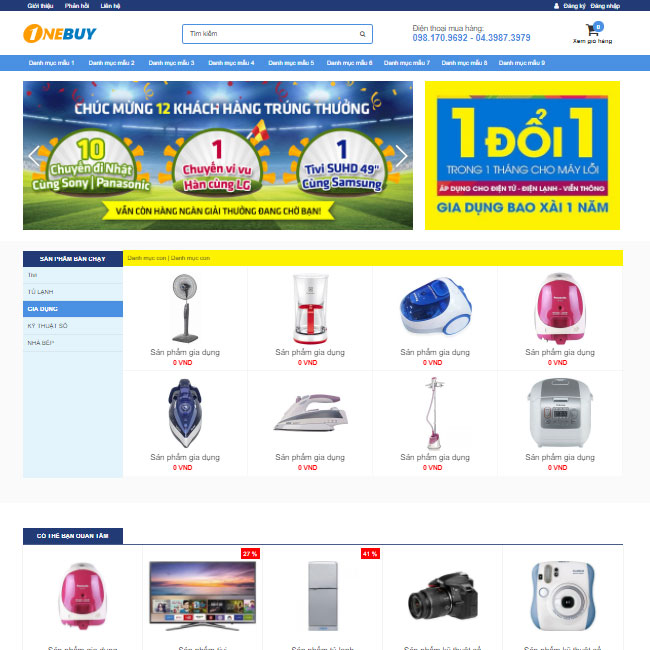 Giới thiệu Phản hồi Liên hệ Đăng ký Đăng nhập
1NEBUY
Tìm kiếm
Điện thoại mua hàng:
098.170.9692 - 04.3987.3979
0
Xem giỏ hàng
Danh mục mẫu 1 Danh mục mẫu 2 Danh mục mẫu 3 Danh mục mẫu 4 Danh mục mẫu 5 Danh mục mẫu 6 Danh mục mẫu 7 Danh mục mẫu 8 Danh mục mẫu 9
CHÚC MỪNG 12 KHÁCH HÀNG TRÚNG THƯỞNG
10
Chuyến đi Nhật
Cùng Sony | Panasonic
1
Chuyến vi vu
Hàn cùng LG
1
Tivi SUHD 49"
Cùng Samsung
VẪN CÒN HÀNG NGÀN GIẢI THƯỞNG ĐANG CHỜ BẠN!
1 ĐỔI 1
TRONG 1 THÁNG CHO MÁY LỖI
ÁP DỤNG CHO ĐIỆN TỬ - ĐIỆN LẠNH - VIỄN THÔNG
GIA DỤNG BAO XÀI 1 NĂM
SẢN PHẨM BÁN CHẠY
Danh mục con | Danh mục con
Tivi
TỦ LẠNH
GIA DỤNG
KỸ THUẬT SỐ
NHÀ BẾP
Sản phẩm gia dụng Sản phẩm gia dụng Sản phẩm gia dụng Sản phẩm gia dụng
0 VND 0 VND 0 VND 0 VND
Sản phẩm gia dụng Sản phẩm gia dụng Sản phẩm gia dụng Sản phẩm gia dụng
0 VND 0 VND 0 VND 0 VND
CÓ THỂ BẠN QUAN TÂM
27 % 41 %
Sản phẩm gia dụng Sản phẩm tivi Sản phẩm tủ lạnh Sản phẩm kỹ thuật số Sản phẩm kỹ thuật số